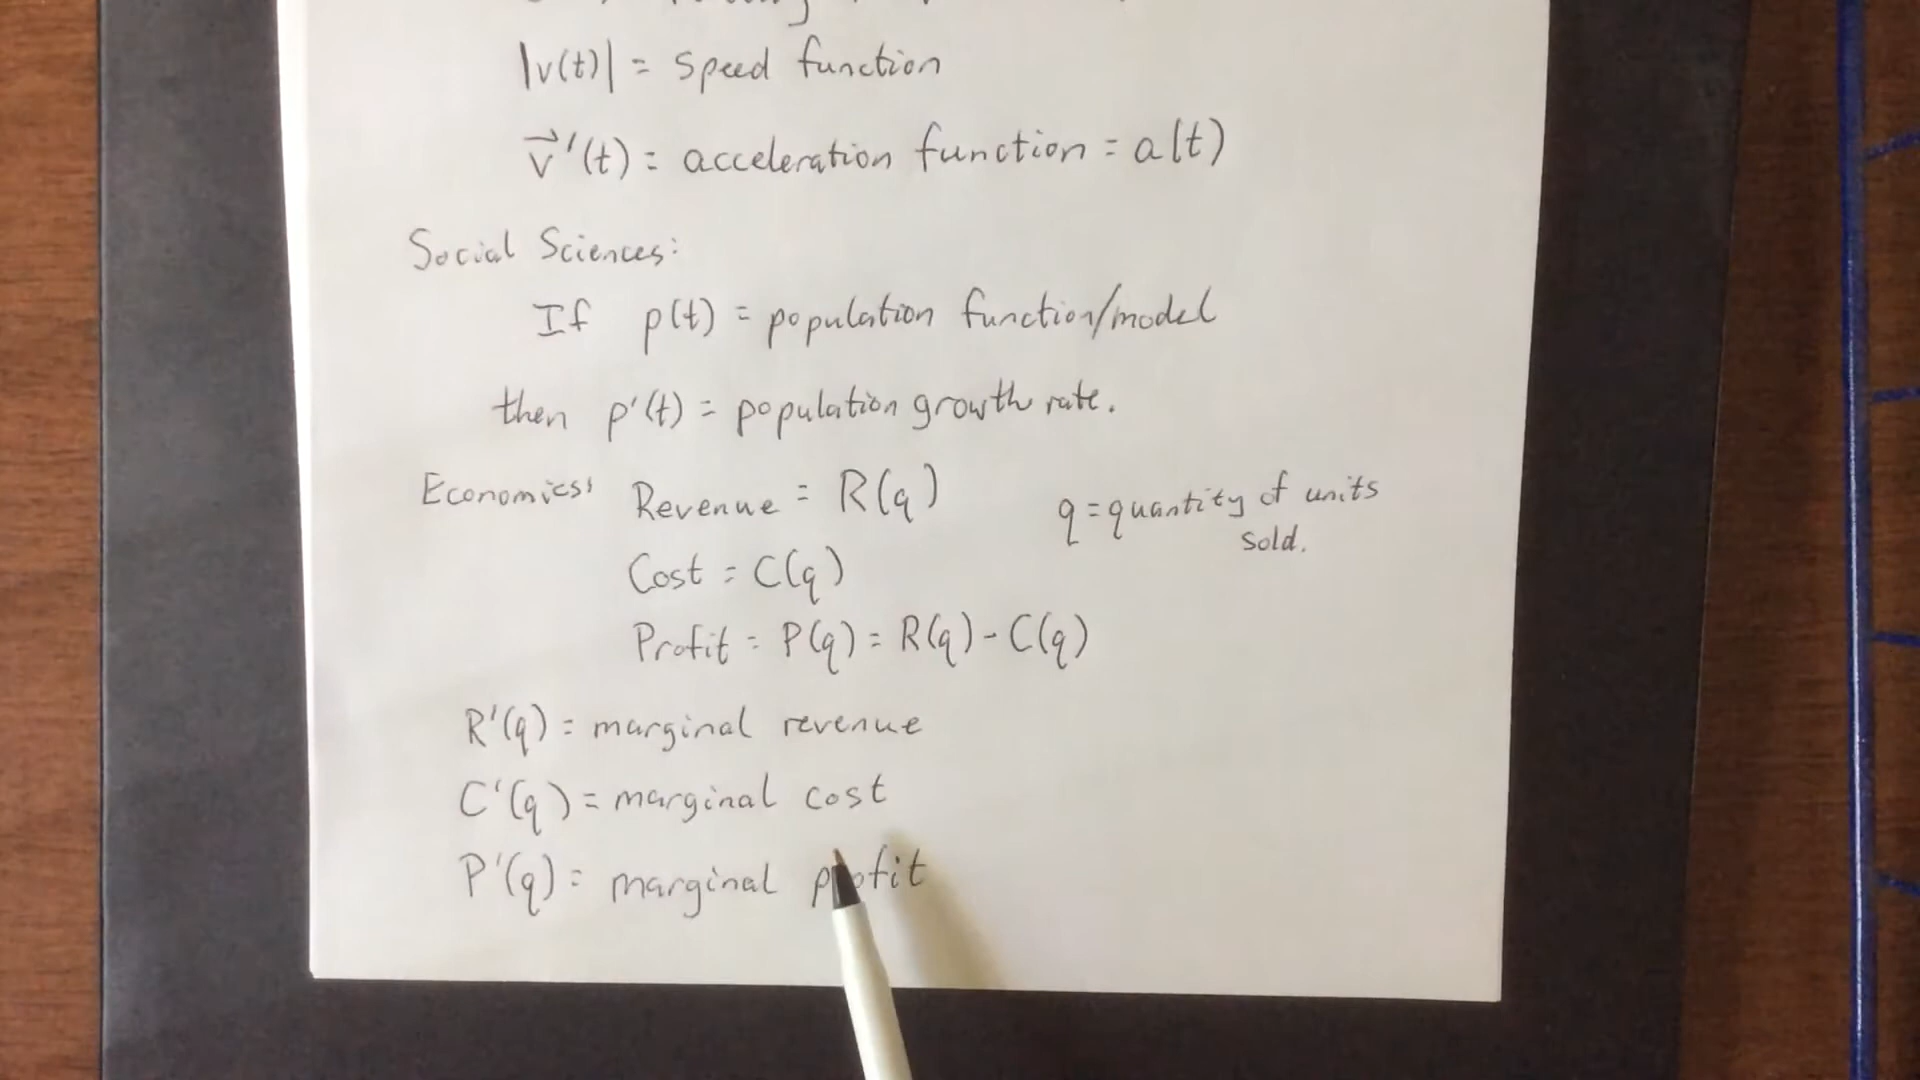 |v(t)| = speed function
v⃗'(t) = acceleration function = a(t)
Social Sciences:
If p(t) = population function/model
then p'(t) = population growth rate.
Economics: Revenue = R(q) q = quantity of units
sold.
Cost = C(q)
Profit = P(q) = R(q) - C(q)
R'(q) = marginal revenue
C'(q) = marginal cost
P'(q) = marginal profit